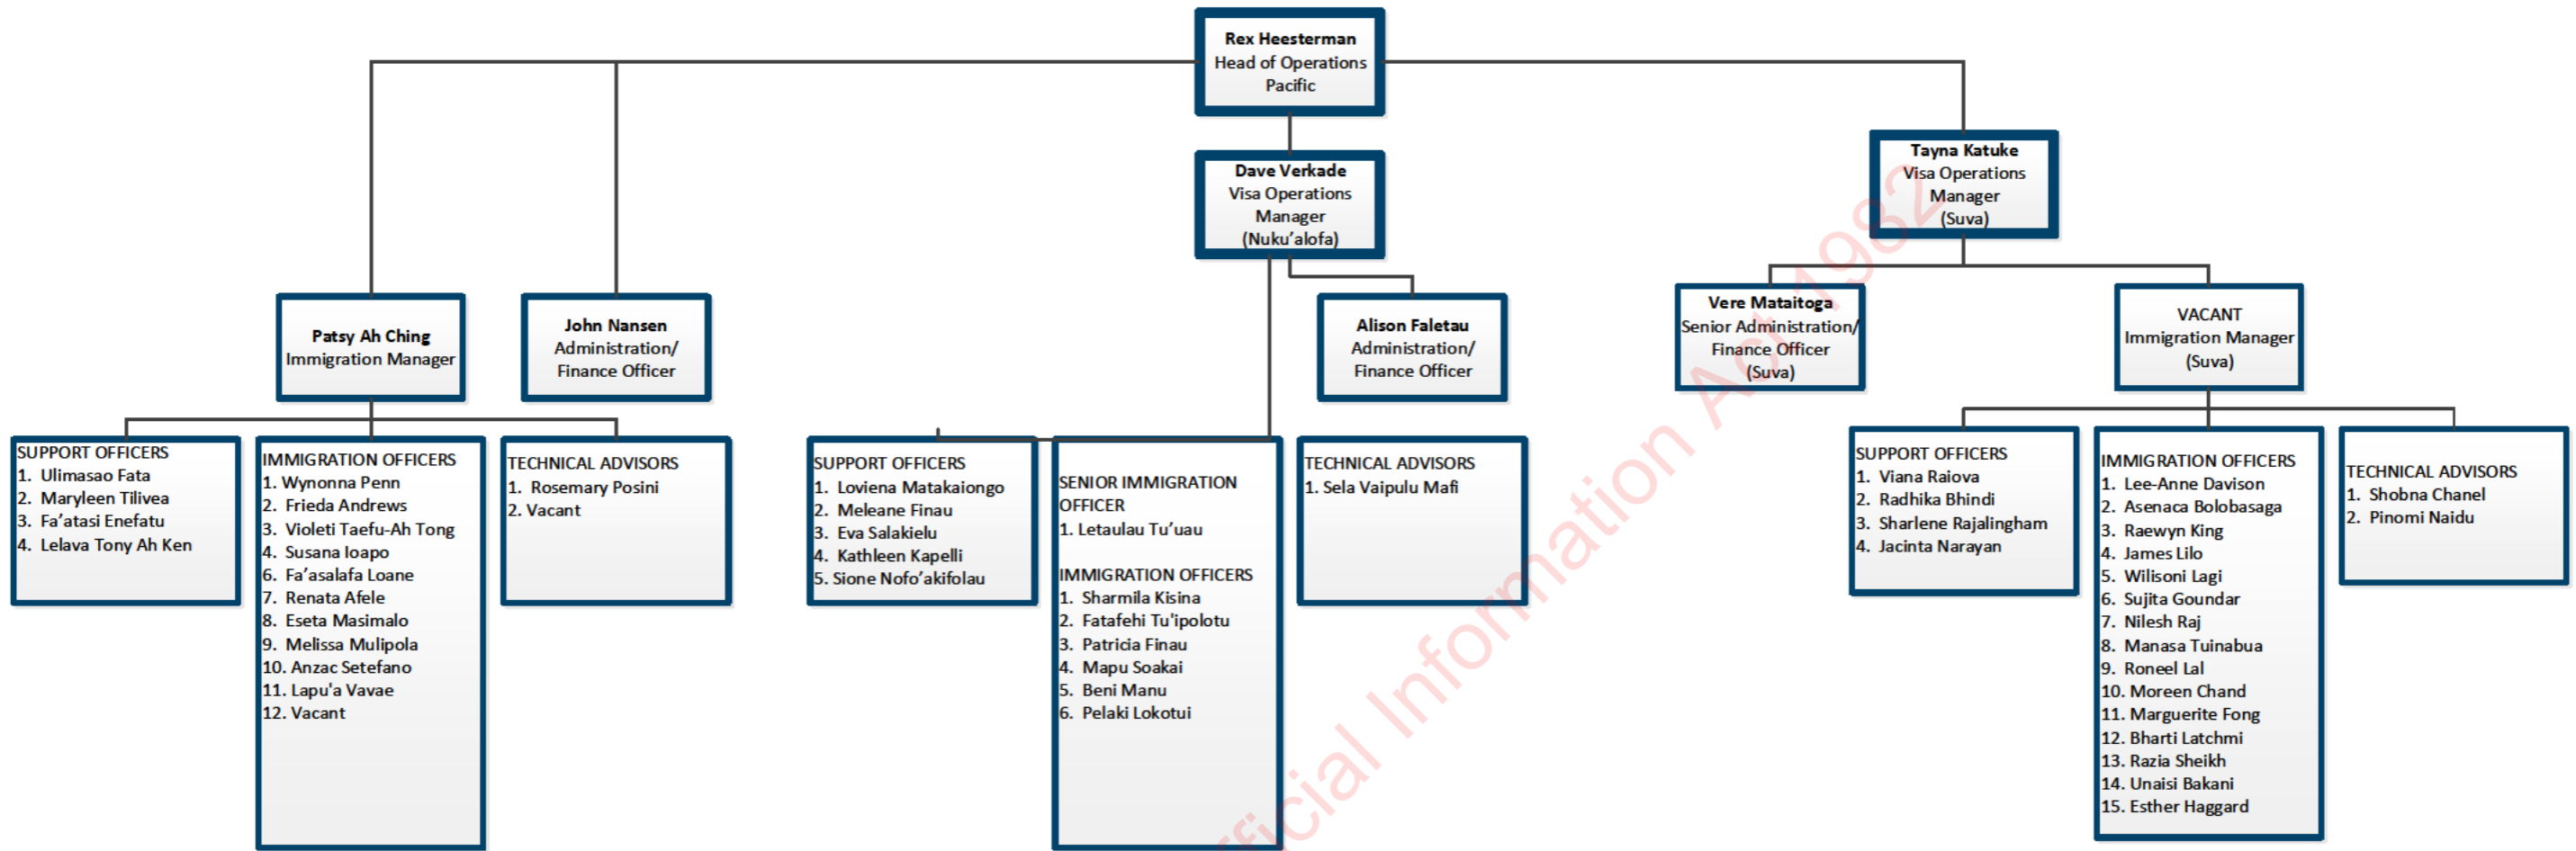 Rex Heesterman
Head of Operations
Pacific
Dave Verkade
Visa Operations
Manager
(Nuku'alofa)
Tayna Katuke
Visa Operations
Manager
(Suva)
Patsy Ah Ching
Immigration Manager
John Nansen
Administration/
Finance Officer
Alison Faletau
Administration/
Finance Officer
Vere Mataitoga
Senior Administration/
Finance Officer
(Suva)
VACANT
Immigration Manager
(Suva)
SUPPORT OFFICERS
1. Ulimasao Fata
2. Maryleen Tilivea
3. Fa'atasi Enefatu
4. Lelava Tony Ah Ken
IMMIGRATION OFFICERS
1. Wynonna Penn
2. Frieda Andrews
3. Violeti Taefu-Ah Tong
4. Susana Ioapo
6. Fa'asalafa Loane
7. Renata Afele
8. Eseta Masimalo
9. Melissa Mulipola
10. Anzac Setefano
11. Lapu'a Vavae
12. Vacant
TECHNICAL ADVISORS
1. Rosemary Posini
2. Vacant
SUPPORT OFFICERS
1. Loviena Matakaiongo
2. Meleane Finau
3. Eva Salakielu
4. Kathleen Kapelli
5. Sione Nofo'akifolau
SENIOR IMMIGRATION
OFFICER
1. Letaulau Tu'uau
IMMIGRATION OFFICERS
1. Sharmila Kisina
2. Fatafehi Tu'ipolotu
3. Patricia Finau
4. Mapu Soakai
5. Beni Manu
6. Pelaki Lokotui
TECHNICAL ADVISORS
1. Sela Vaipulu Mafi
SUPPORT OFFICERS
1. Viana Raiova
2. Radhika Bhindi
3. Sharlene Rajalingham
4. Jacinta Narayan
IMMIGRATION OFFICERS
1. Lee-Anne Davison
2. Asenaca Bolobasaga
3. Raewyn King
4. James Lilo
5. Wilisoni Lagi
6. Sujita Goundar
7. Nilesh Raj
8. Manasa Tuinabua
9. Roneel Lal
10. Moreen Chand
11. Marguerite Fong
12. Bharti Latchmi
13. Razia Sheikh
14. Unaisi Bakani
15. Esther Haggard
TECHNICAL ADVISORS
1. Shobna Chanel
2. Pinomi Naidu
Information Act 1982